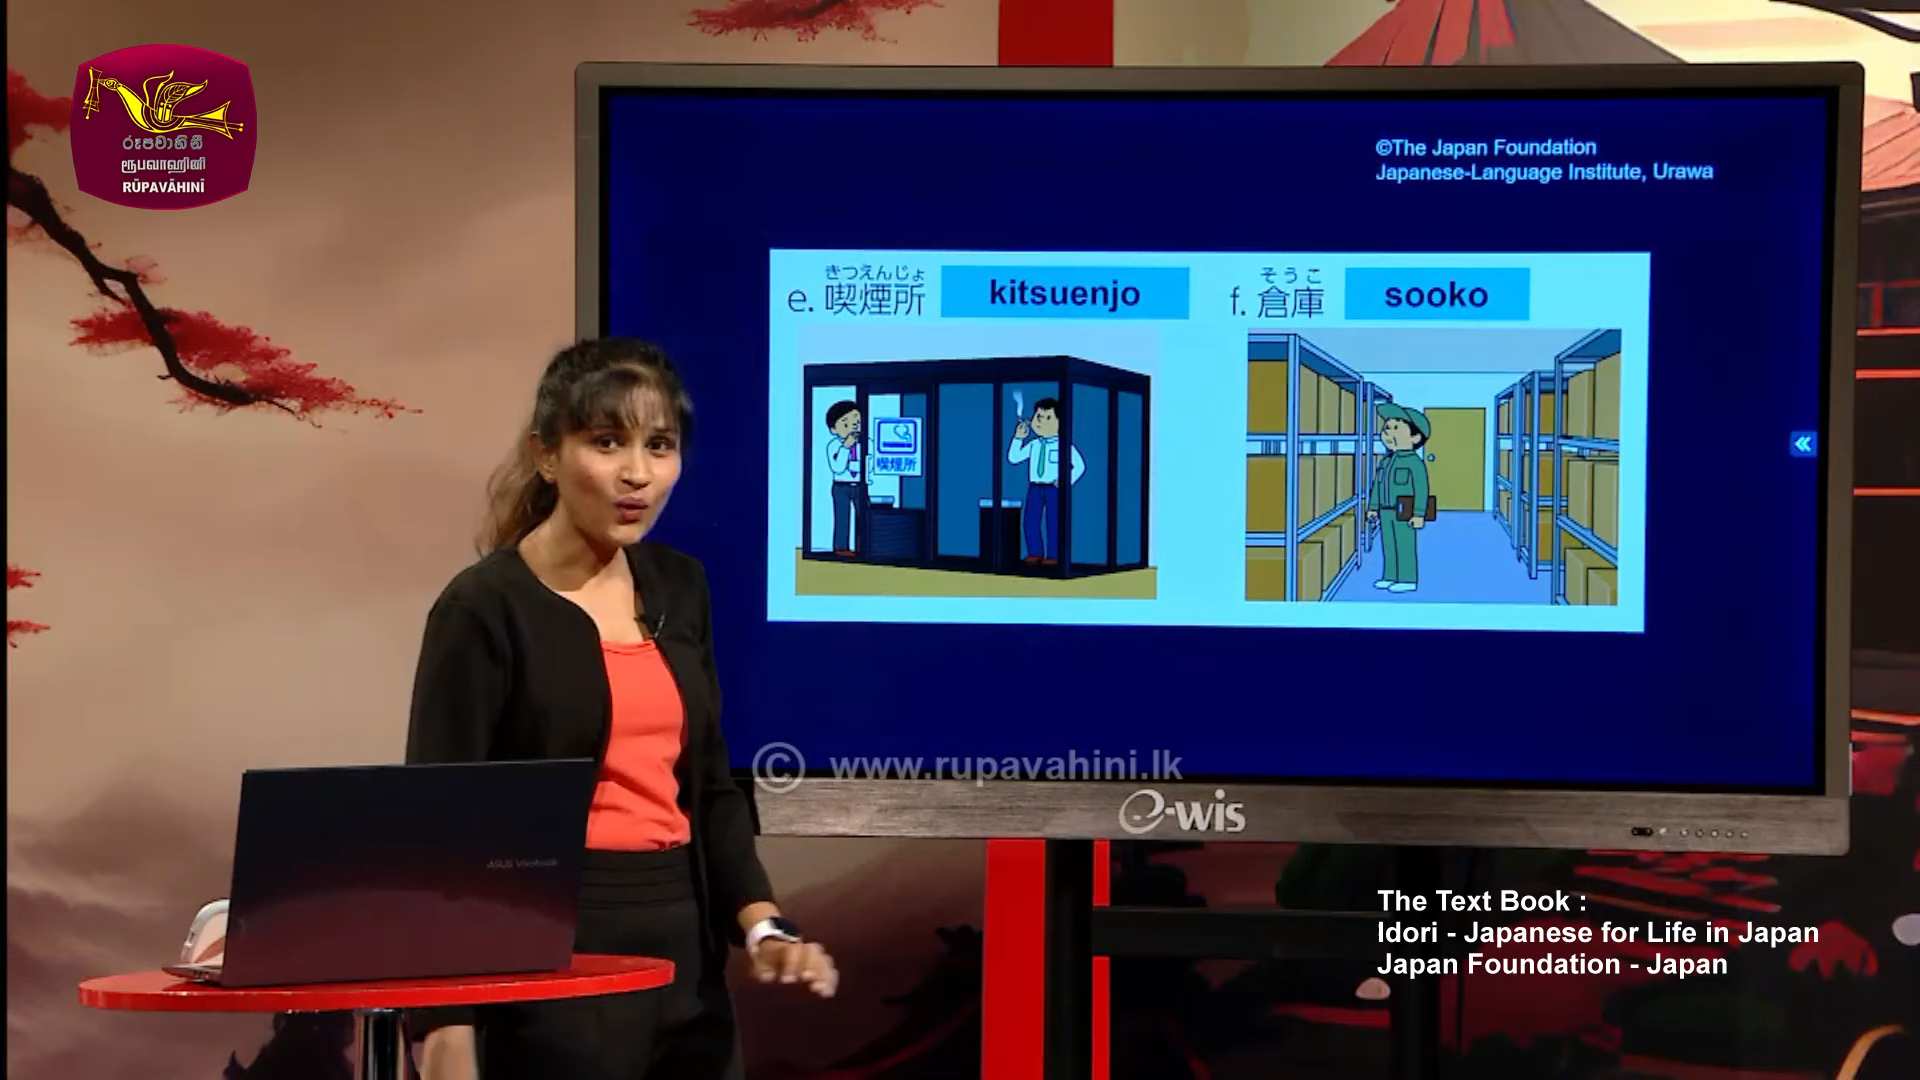 රූපවාහිනී
ரூபவாஹினி
RŪPAVĀHINĪ
©The Japan Foundation
Japanese-Language Institute, Urawa
きつえんじょ
e. 喫煙所
kitsuenjo
そうこ
f. 倉庫
sooko
喫煙所
© www.rupavahini.lk
e-wis
ASUS Vivobook
The Text Book :
Idori - Japanese for Life in Japan
Japan Foundation - Japan